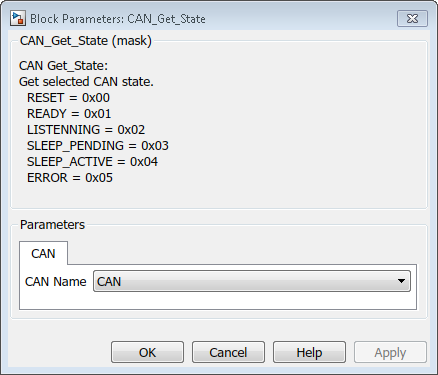 Block Parameters: CAN_Get_State
CAN_Get_State (mask)
CAN Get_State:
Get selected CAN state.
RESET = 0x00
READY = 0x01
LISTENNING = 0x02
SLEEP_PENDING = 0x03
SLEEP_ACTIVE = 0x04
ERROR = 0x05
Parameters
CAN
CAN Name CAN
OK Cancel Help Apply